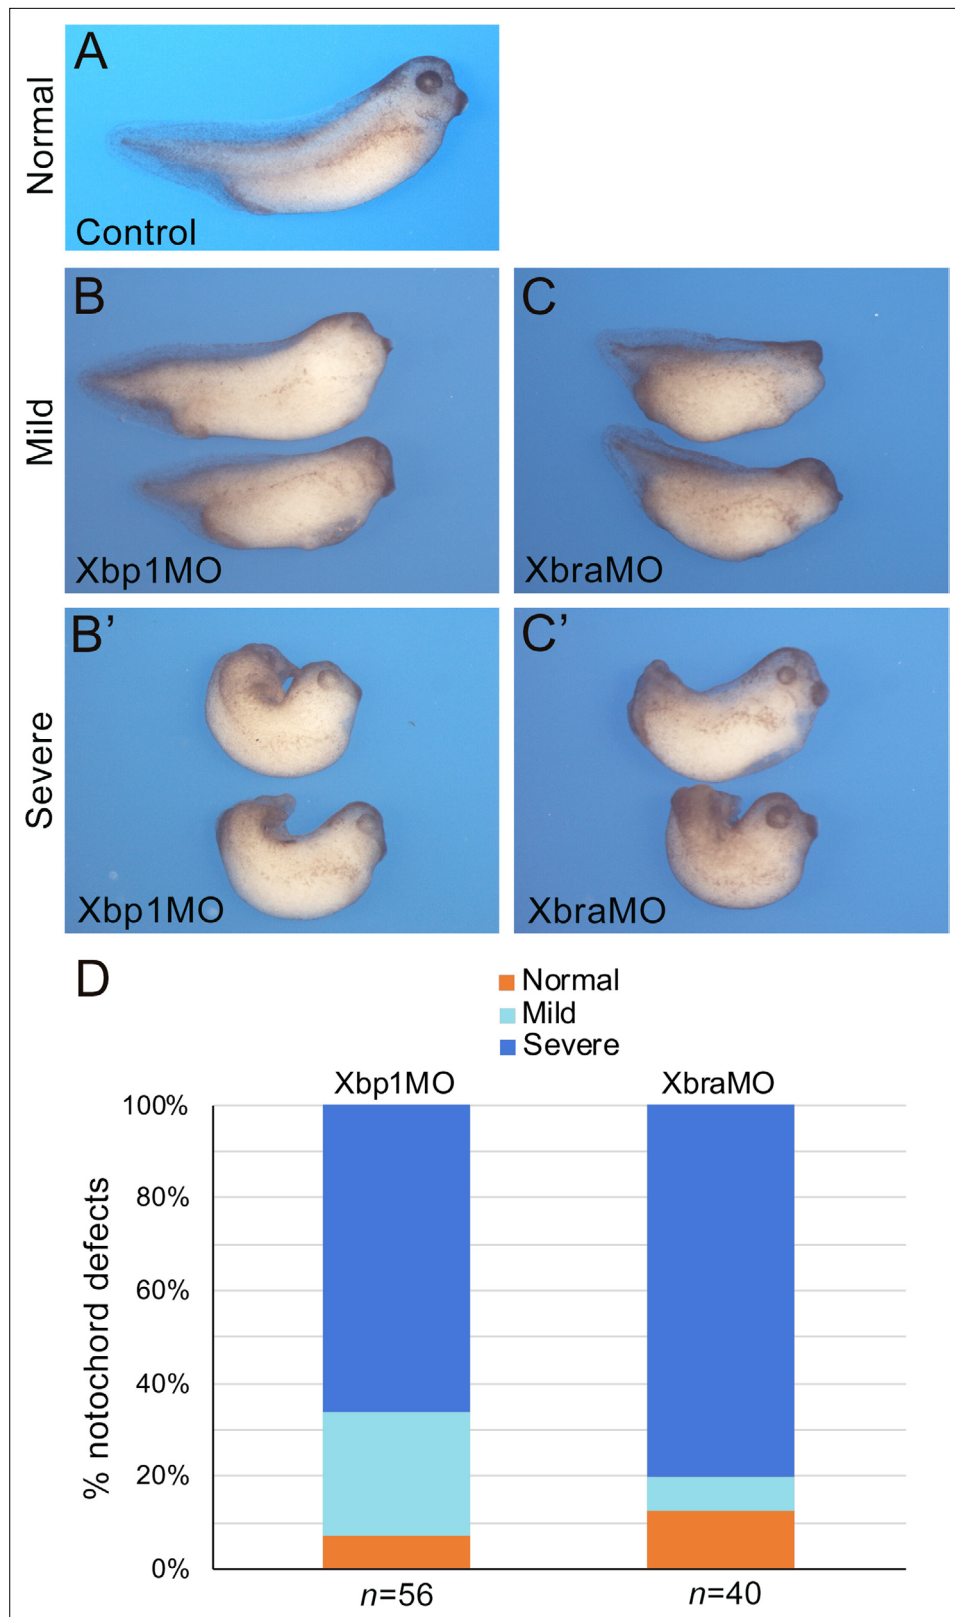 Normal
A
Control
Mild
B
Xbp1MO
C
XbraMO
Severe
B'
Xbp1MO
C'
XbraMO
D
Normal
Mild
Severe
Xbp1MO XbraMO
% notochord defects
100%
80%
60%
40%
20%
0%
n=56 n=40